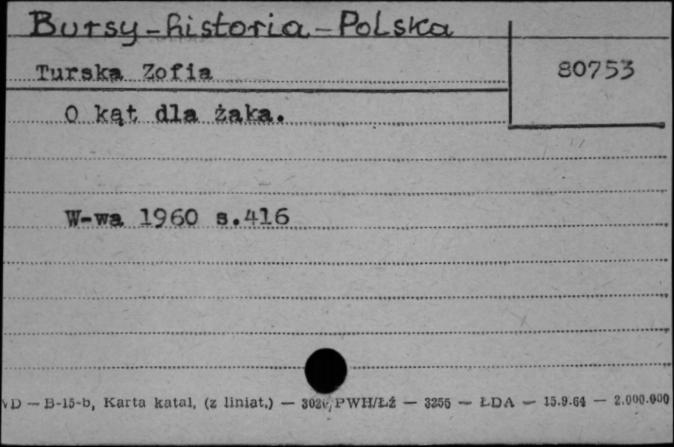 Bursy-historia-Polska
Turska Zofia
80753
O kąt dla żaka.
W-wa 1960 s.416
D — B-15-b, Karta katal. (z liniat.) — PWH/Łź — 3255 — ŁDA — 15.9.64 — 2.000.000